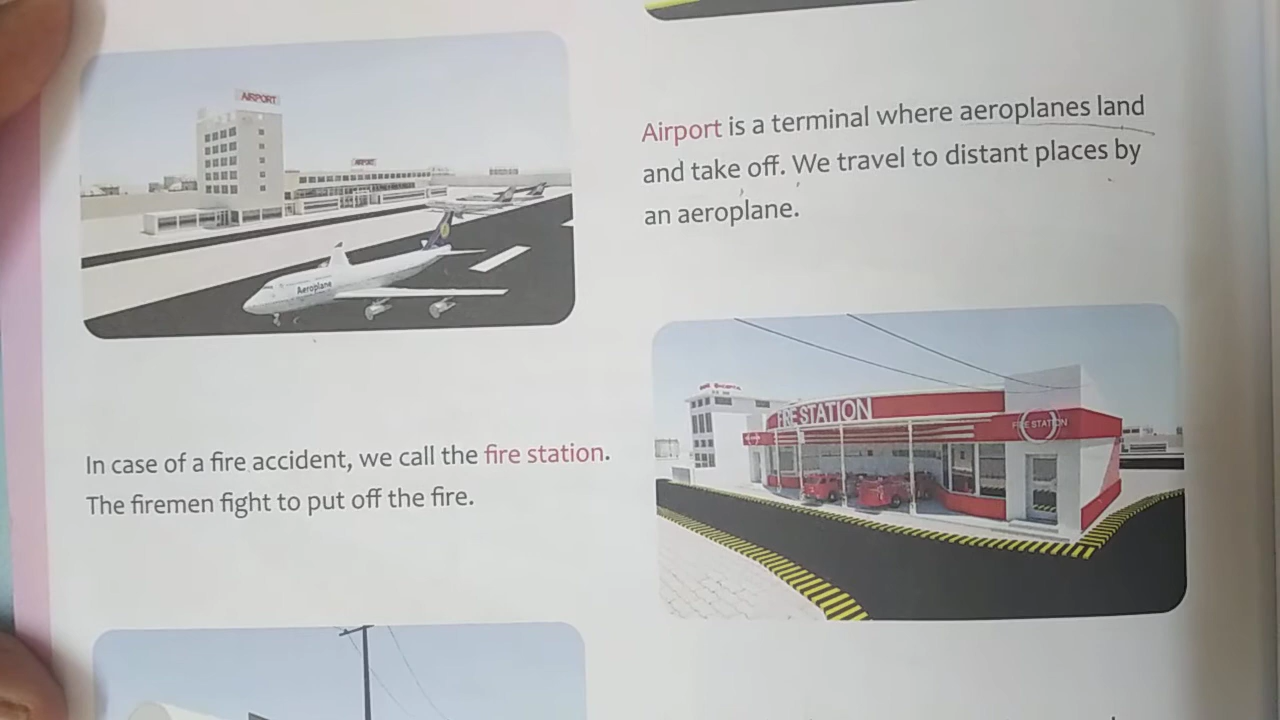 AIRPORT
AIRPORT
Aeroplane
Airport is a terminal where aeroplanes land
and take off. We travel to distant places by
an aeroplane.
In case of a fire accident, we call the fire station.
The firemen fight to put off the fire.
FIRE STATION
FIRE STATION